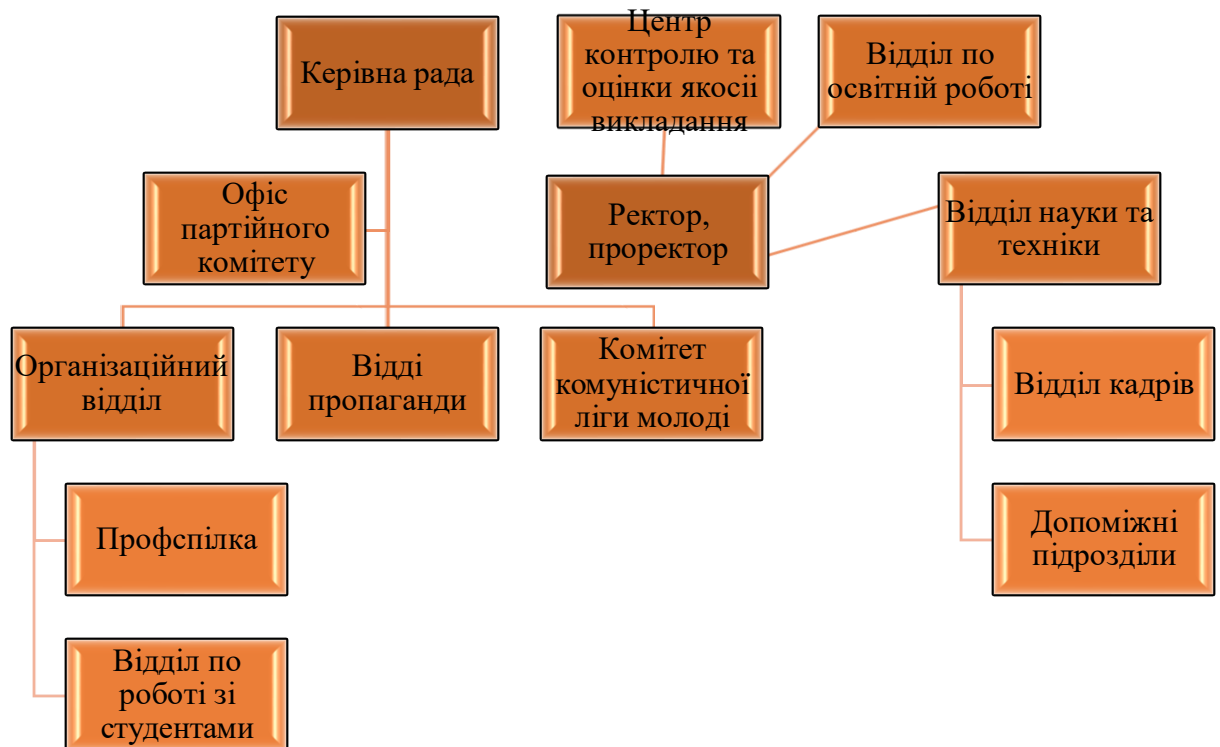 Керівна рада
Центр
контролю та
оцінки якосіі
викладання
Відділ по
освітній роботі
Офіс
партійного
комітету
Ректор,
проректор
Відділ науки та
техніки
Організаційний
відділ
Відді
пропаганди
Комітет
комуністичної
ліги молоді
Відділ кадрів
Профспілка
Допоміжні
підрозділи
Відділ по
роботі зі
студентами